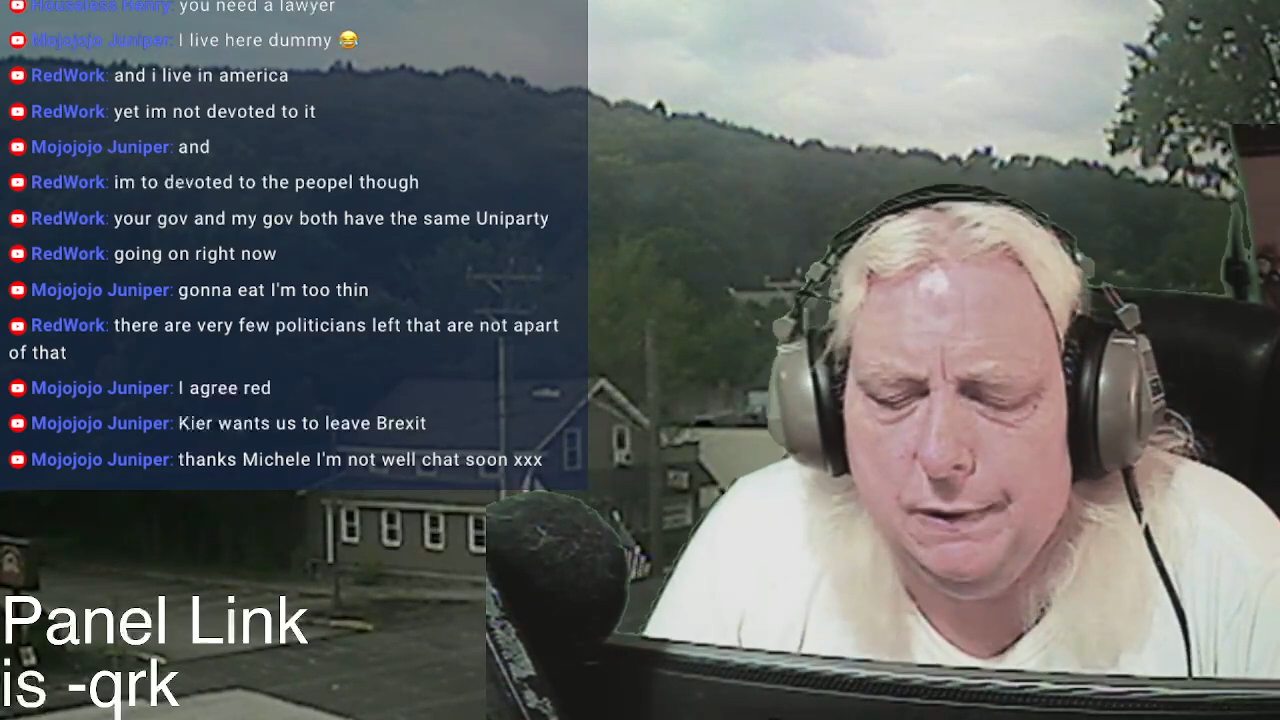 Houseless Henry: you need a lawyer
Mojojojo Juniper: I live here dummy 😂
RedWork: and i live in america
RedWork: yet im not devoted to it
Mojojojo Juniper: and
RedWork: im to devoted to the peopel though
RedWork: your gov and my gov both have the same Uniparty
RedWork: going on right now
Mojojojo Juniper: gonna eat I'm too thin
RedWork: there are very few politicians left that are not apart
of that
Mojojojo Juniper: I agree red
Mojojojo Juniper: Kier wants us to leave Brexit
Mojojojo Juniper: thanks Michele I'm not well chat soon xxx
Panel Link
is -qrk